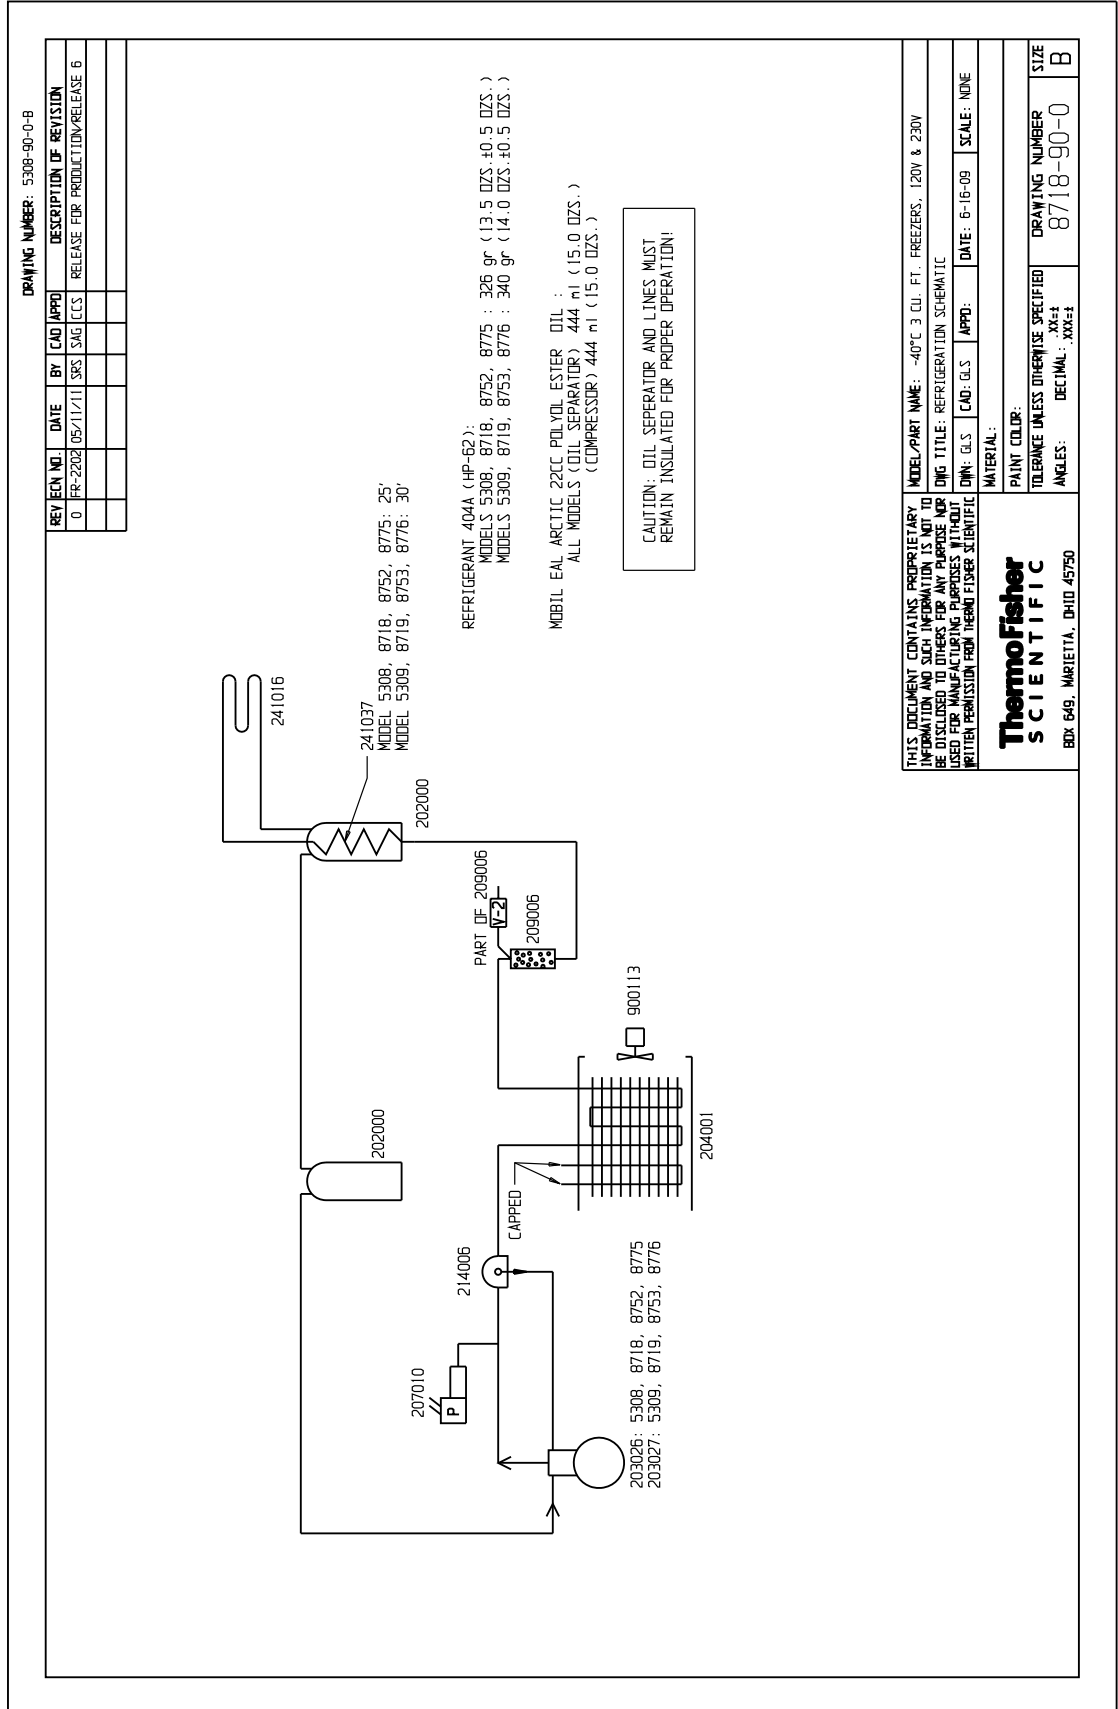 DRAWING NUMBER: 5308-90-0-B
REV ECN NO. DATE BY CAD APPD DESCRIPTION OF REVISION
0 FR-2202 05/11/11 SRS SAG CCS RELEASE FOR PRODUCTION/RELEASE 6
241016
241037
MODEL 5308, 8718, 8752, 8775: 25'
MODEL 5309, 8719, 8753, 8776: 30'
202000
REFRIGERANT 404A (HP-62):
MODELS 5308, 8718, 8752, 8775 : 326 gr (13.5 OZS.±0.5 OZS.)
MODELS 5309, 8719, 8753, 8776 : 340 gr (14.0 OZS.±0.5 OZS.)
MOBIL EAL ARCTIC 22CC POLYOL ESTER OIL :
ALL MODELS (OIL SEPARATOR) 444 ml (15.0 OZS.)
(COMPRESSOR) 444 ml (15.0 OZS.)
CAUTION: OIL SEPERATOR AND LINES MUST
REMAIN INSULATED FOR PROPER OPERATION!
PART OF 209006
V-2
209006
900113
202000
204001
CAPPED
214006
207010
P
203026: 5308, 8718, 8752, 8775
203027: 5309, 8719, 8753, 8776
THIS DOCUMENT CONTAINS PROPRIETARY
INFORMATION AND SUCH INFORMATION IS NOT TO
BE DISCLOSED TO OTHERS FOR ANY PURPOSE NOR
USED FOR MANUFACTURING PURPOSES WITHOUT
WRITTEN PERMISSION FROM THERMO FISHER SCIENTIFIC
ThermoFisher
SCIENTIFIC
BOX 649, MARIETTA, OHIO 45750
MODEL/PART NAME: -40°C 3 CU. FT. FREEZERS, 120V & 230V
DWG TITLE: REFRIGERATION SCHEMATIC
DWN: GLS CAD: GLS APPD: DATE: 6-16-09 SCALE: NONE
MATERIAL:
PAINT COLOR:
TOLERANCE UNLESS OTHERWISE SPECIFIED
ANGLES: DECIMAL: .XX=±
.XXX=±
DRAWING NUMBER
8718-90-0
SIZE
B